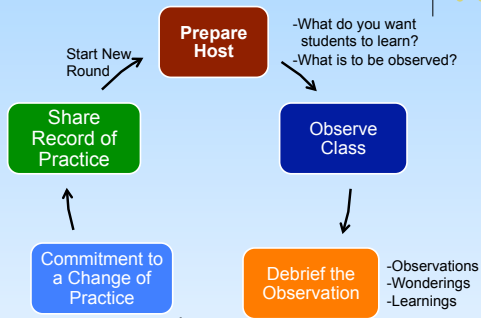 Prepare
Host
-What do you want
students to learn?
-What is to be observed?
Start New
Round
Share
Record of
Practice
Observe
Class
Commitment to
a Change of
Practice
Debrief the
Observation
-Observations
-Wonderings
-Learnings